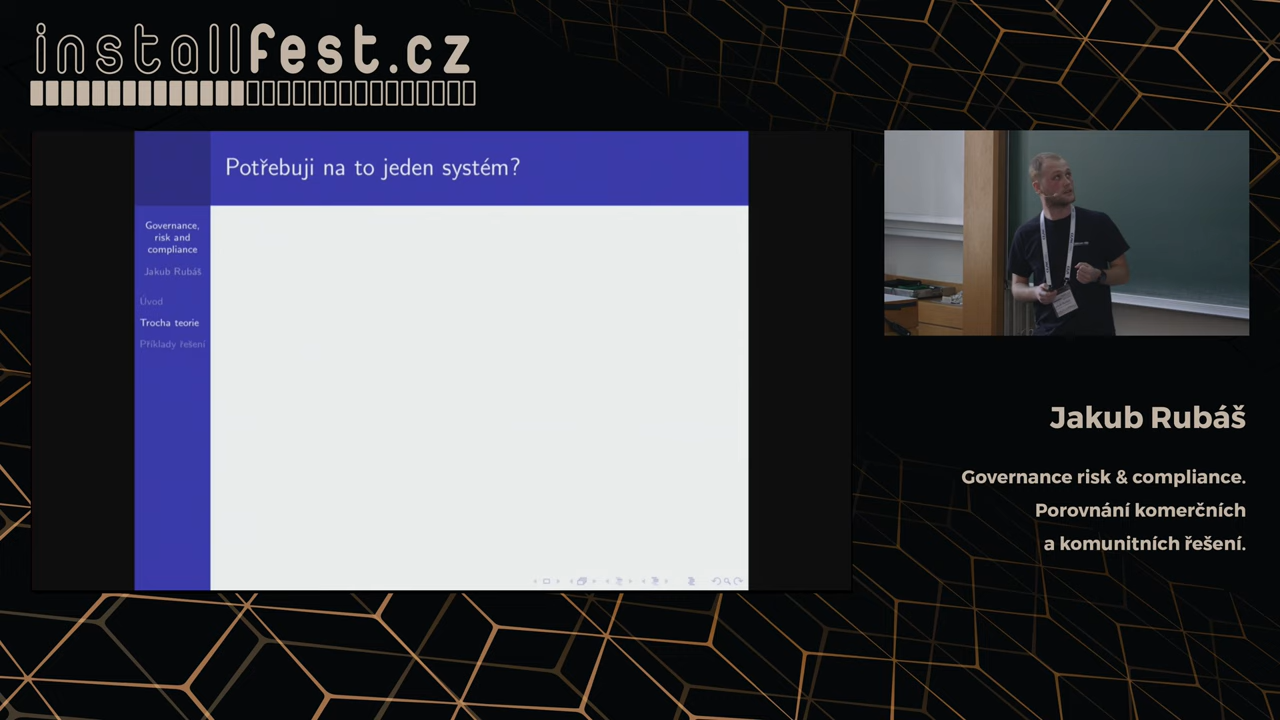 installfest.cz
Potřebuji na to jeden systém?
Governance,
risk and
compliance
Jakub Rubáš
Úvod
Trocha teorie
Příklady řešení
Jakub Rubáš
Governance risk & compliance.
Porovnání komerčních
a komunitních řešení.